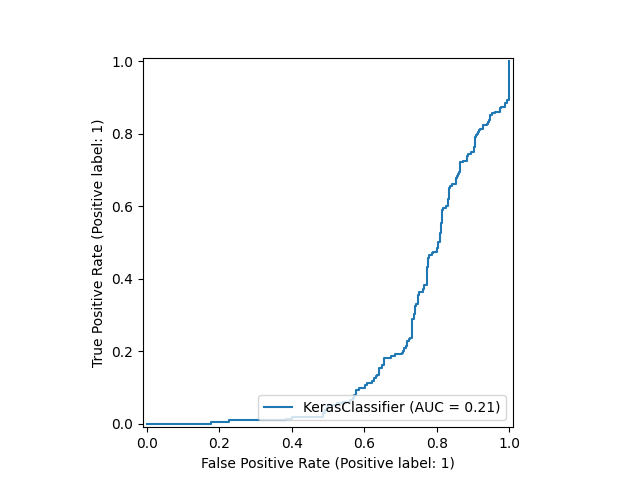 1.0
0.8
0.6
0.4
0.2
0.0
True Positive Rate (Positive label: 1)
KerasClassifier (AUC = 0.21)
0.0 0.2 0.4 0.6 0.8 1.0
False Positive Rate (Positive label: 1)